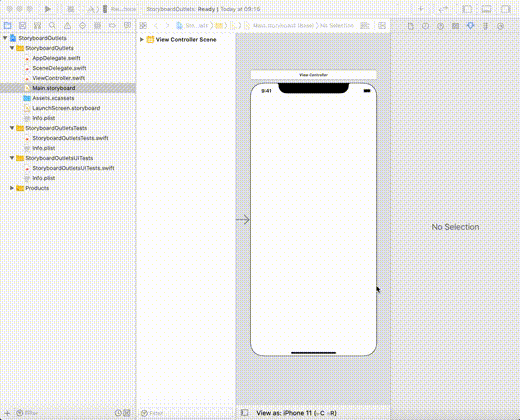 StoryboardOutlets: Ready | Today at 09:16
Main.storyboard (Base)
No Selection
StoryboardOutlets
StoryboardOutlets
AppDelegate.swift
SceneDelegate.swift
ViewController.swift
Main.storyboard
Assets.xcassets
LaunchScreen.storyboard
Info.plist
StoryboardOutletsTests
StoryboardOutletsTests.swift
Info.plist
StoryboardOutletsUITests
StoryboardOutletsUITests.swift
Info.plist
Products
View Controller Scene
View Controller
9:41
No Selection
Filter
Filter
View as: iPhone 11 (wC hR)